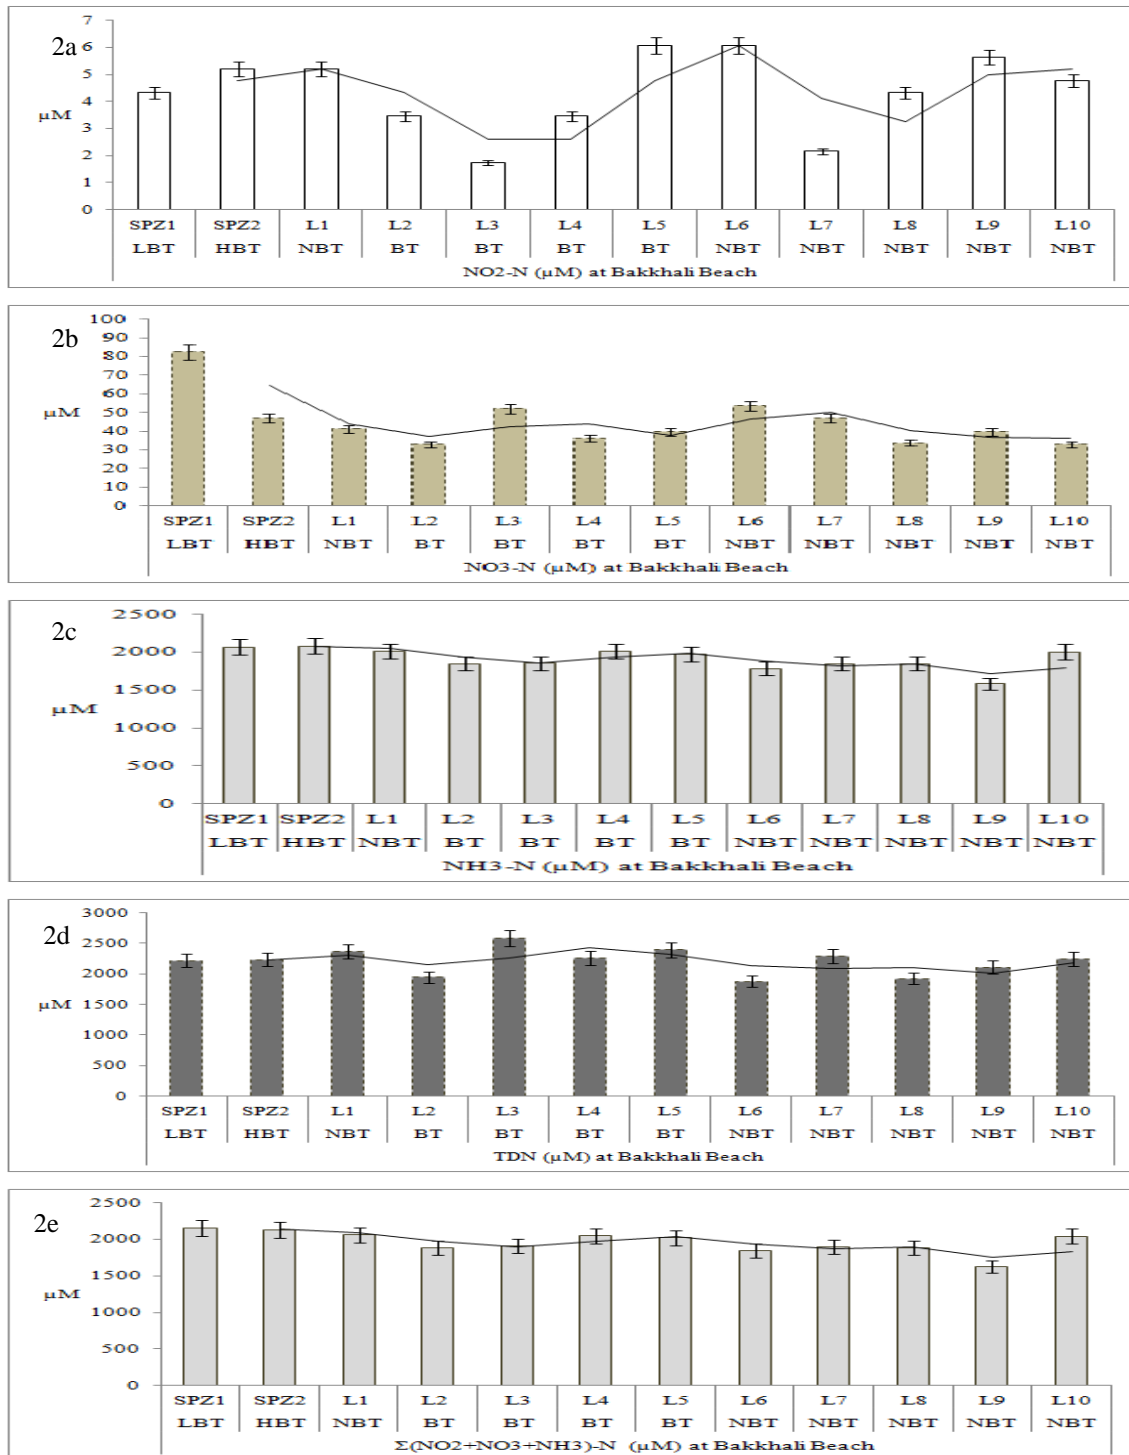 2a
7
6
5
4
3
2
1
0
μM
SPZ1 SPZ2 L1 L2 L3 L4 L5 L6 L7 L8 L9 L10
LBT HBT NBT BT BT BT BT NBT NBT NBT NBT NBT
NO2-N (μM) at Bakkhali Beach
2b
100
90
80
70
60
50
40
30
20
10
0
μM
SPZ1 SPZ2 L1 L2 L3 L4 L5 L6 L7 L8 L9 L10
LBT HBT NBT BT BT BT BT NBT NBT NBT NBT NBT
NO3-N (μM) at Bakkhali Beach
2c
2500
2000
1500
1000
500
0
μM
SPZ1 SPZ2 L1 L2 L3 L4 L5 L6 L7 L8 L9 L10
LBT HBT NBT BT BT BT BT NBT NBT NBT NBT NBT
NH3-N (μM) at Bakkhali Beach
2d
3000
2500
2000
1500
1000
500
0
μM
SPZ1 SPZ2 L1 L2 L3 L4 L5 L6 L7 L8 L9 L10
LBT HBT NBT BT BT BT BT NBT NBT NBT NBT NBT
TDN (μM) at Bakkhali Beach
2e
2500
2000
1500
1000
500
0
μM
SPZ1 SPZ2 L1 L2 L3 L4 L5 L6 L7 L8 L9 L10
LBT HBT NBT BT BT BT BT NBT NBT NBT NBT NBT
Σ(NO2+NO3+NH3)-N (μM) at Bakkhali Beach